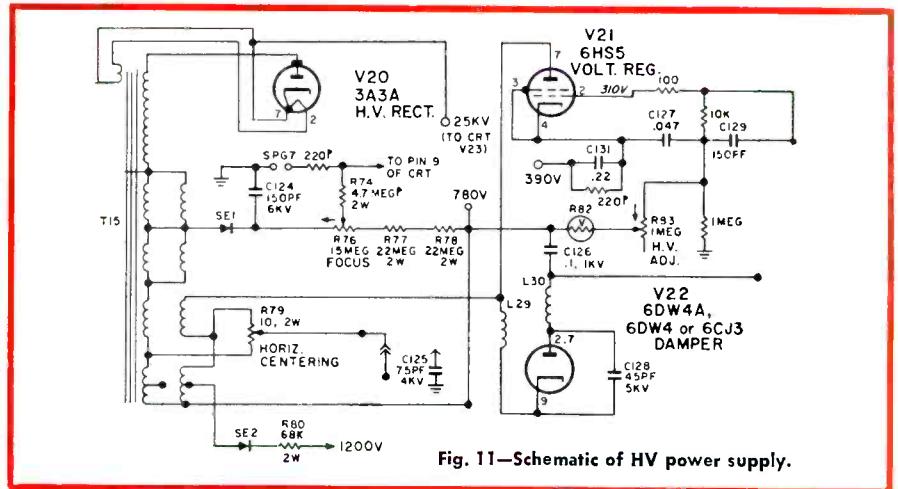 V20
3A3A
H.V. RECT.
7
2
25KV
(TO CRT
V23)
V21
6HS5
VOLT. REG.
7
3
2
4
310V
100
10K
C127
.047
C129
150FF
C131
.22
390V
220P
SPG7
220P
TO PIN 9
OF CRT
C124
150PF
6KV
R74
4.7 MEGP
2W
780V
T15
SE1
R76
15MEG
FOCUS
R77
22MEG
2W
R78
22MEG
2W
R82
V
R93
1MEG
H.V.
ADJ.
1MEG
C126
.1, 1KV
L30
L29
V22
6DW4A,
6DW4 or 6CJ3
DAMPER
2.7
9
C128
45PF
5KV
R79
10, 2W
HORIZ.
CENTERING
C125
75PF
4KV
SE2
R80
68K
2W
1200V
Fig. 11—Schematic of HV power supply.